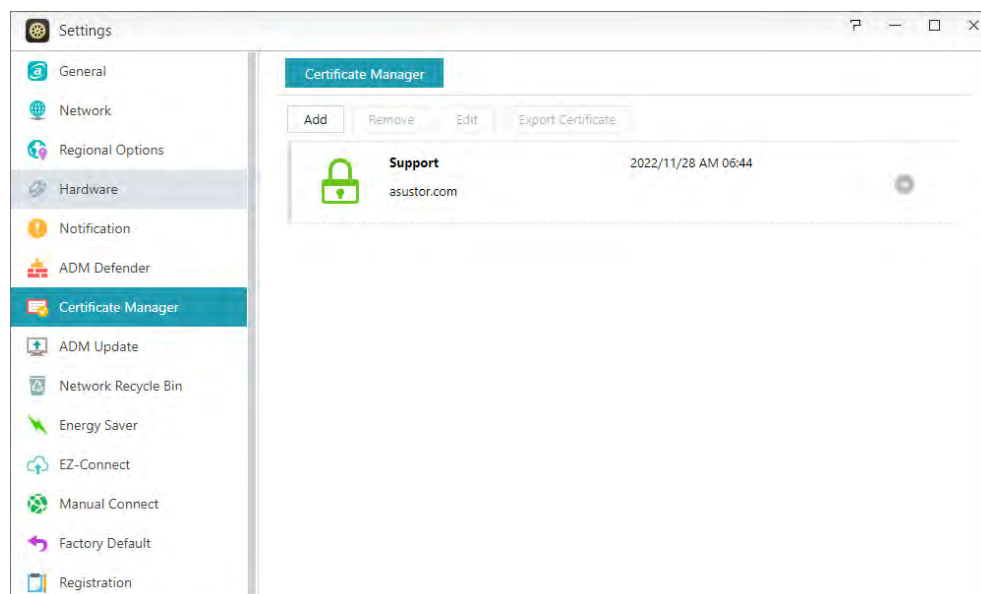 Settings
General
Network
Regional Options
Hardware
Notification
ADM Defender
Certificate Manager
ADM Update
Network Recycle Bin
Energy Saver
EZ-Connect
Manual Connect
Factory Default
Registration
Certificate Manager
Add Remove Edit Export Certificate
Support 2022/11/28 AM 06:44
asustor.com